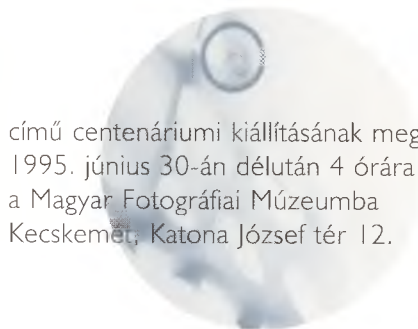 című centenáriumi kiállításának meg
1995. június 30-án délután 4 órára
a Magyar Fotográfiai Múzeumba
Kecskemét, Katona József tér 12.